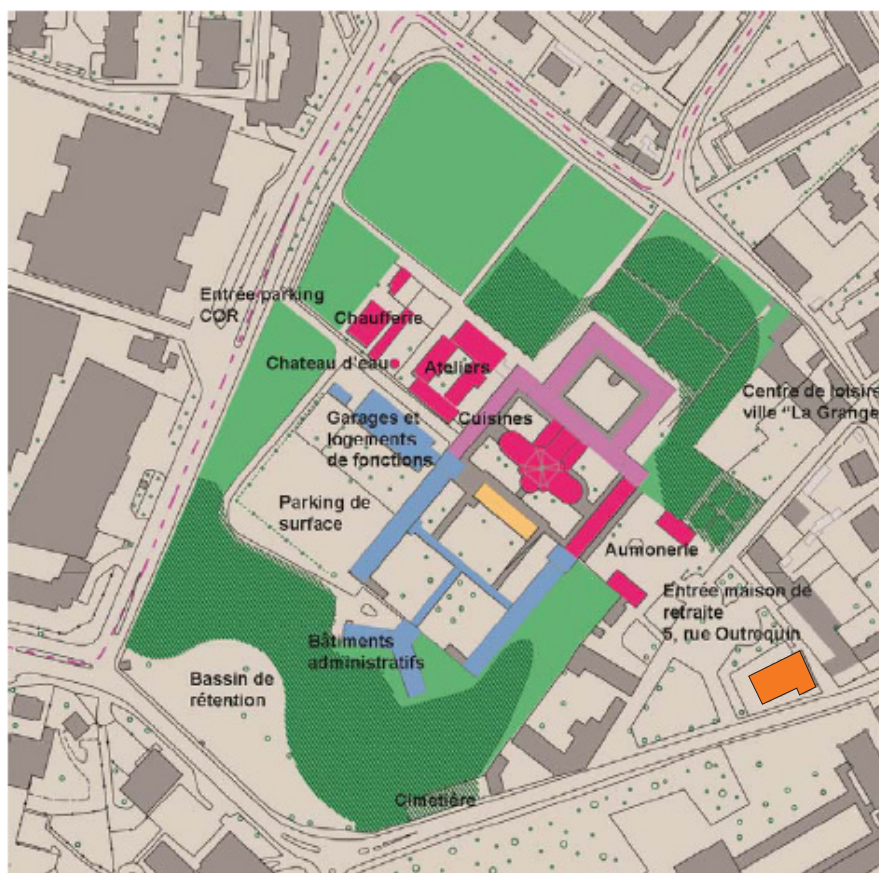 Entrée parking
COR
Chaufferie
Chateau d'eau
Ateliers
Centre de loisirs
ville "La Grange"
Garages et
logements
de fonctions
Cuisines
Parking de
surface
Aumonerie
Entrée maison de
retraite
5, rue Outrequin
Bâtiments
administratifs
Bassin de
rétention
Cimetière